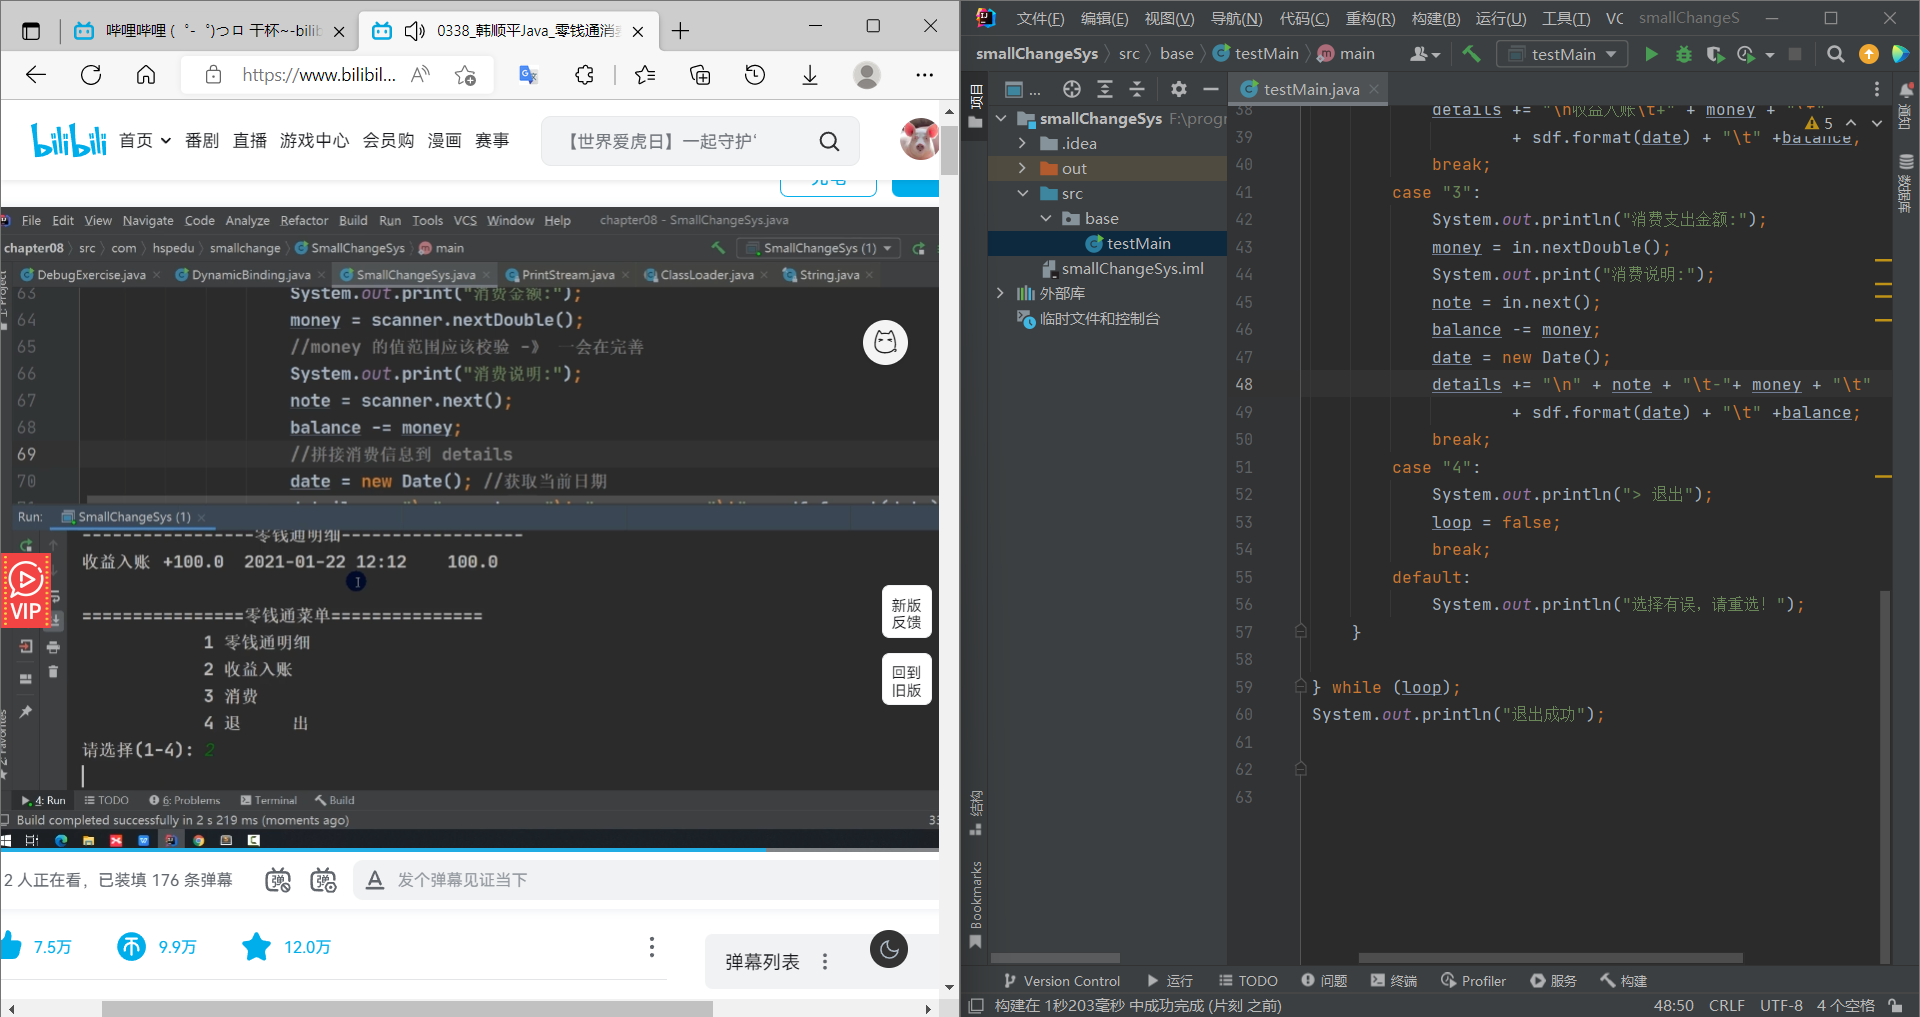 哔哩哔哩 (゜-゜)つロ 干杯~-bilib
0338_韩顺平Java_零钱通消
https://www.bilibil...
bilibili
首页 番剧 直播 游戏中心 会员购 漫画 赛事
【世界爱虎日】一起守护"
File Edit View Navigate Code Analyze Refactor Build Run Tools VCS Window Help chapter08 - SmallChangeSys.java
chapter08 src com hspedu smallchange SmallChangeSys main
SmallChangeSys (1)
DebugExercise.java DynamicBinding.java SmallChangeSys.java PrintStream.java ClassLoader.java String.java
63 System.out.print("消费金额:");
64 money = scanner.nextDouble();
65 //money 的值范围应该校验 -》 一会在完善
66 System.out.print("消费说明:");
67 note = scanner.next();
68 balance -= money;
69 //拼接消费信息到 details
70 date = new Date(); //获取当前日期
Run: SmallChangeSys (1)
-----------------零钱通明细------------------
收益入账 +100.0 2021-01-22 12:12 100.0
================零钱通菜单===============
1 零钱通明细
2 收益入账
3 消费
4 退 出
请选择(1-4): 2
VIP
新版
反馈
回到
旧版
4: Run TODO 6: Problems Terminal Build
Build completed successfully in 2 s 219 ms (moments ago)
2 人正在看, 已装填 176 条弹幕
发个弹幕见证当下
7.5万 9.9万 12.0万
弹幕列表
文件(F) 编辑(E) 视图(V) 导航(N) 代码(C) 重构(R) 构建(B) 运行(U) 工具(T) VC smallChangeS
smallChangeSys src base testMain main
testMain
项目
testMain.java
smallChangeSys F:\progr
.idea
out
src
base
testMain
smallChangeSys.iml
外部库
临时文件和控制台
5
38 details += "\n收益入账\t+" + money + "\t"
39 + sdf.format(date) + "\t" +balance;
40 break;
41 case "3":
42 System.out.println("消费支出金额:");
43 money = in.nextDouble();
44 System.out.print("消费说明:");
45 note = in.next();
46 balance -= money;
47 date = new Date();
48 details += "\n" + note + "\t-"+ money + "\t"
49 + sdf.format(date) + "\t" +balance;
50 break;
51 case "4":
52 System.out.println("> 退出");
53 loop = false;
54 break;
55 default:
56 System.out.println("选择有误，请重选！");
57 }
58
59 } while (loop);
60 System.out.println("退出成功");
61
62
63
通知
数据库
结构
Bookmarks
Version Control 运行 TODO 问题 终端 Profiler 服务 构建
构建在 1秒203毫秒 中成功完成 (片刻 之前)
48:50 CRLF UTF-8 4 个空格